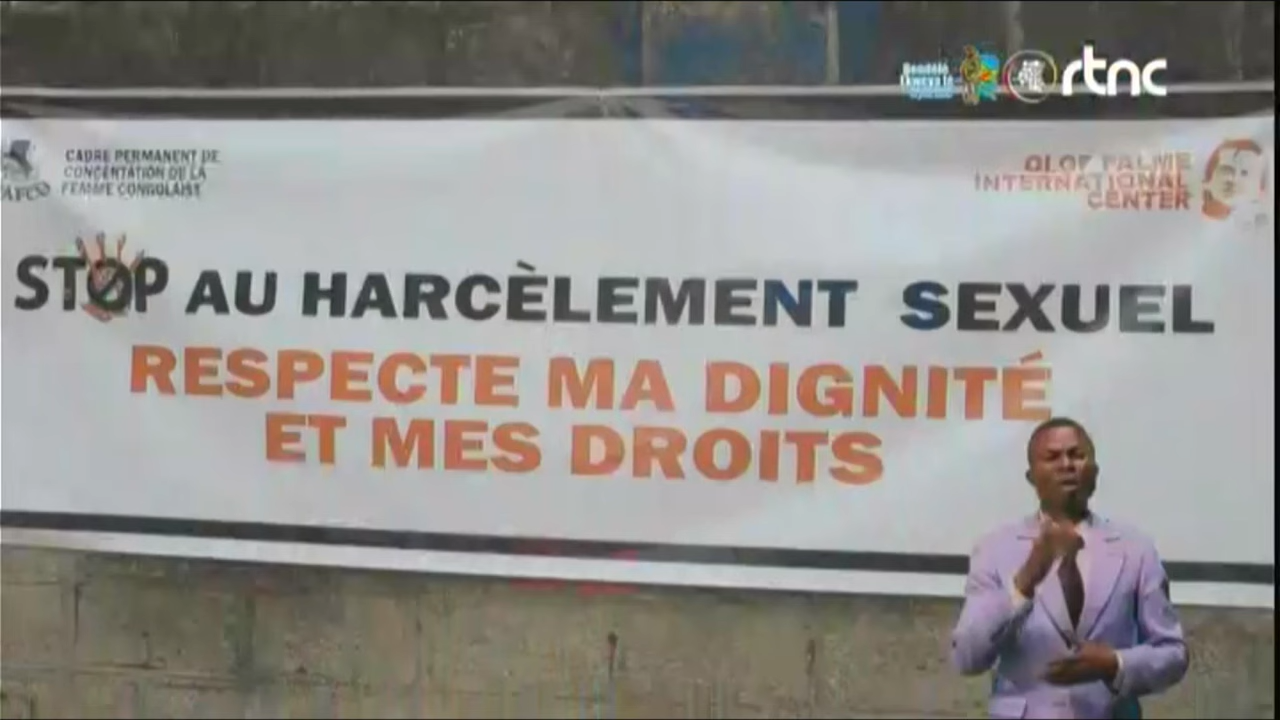 rtnc
CADRE PERMANENT DE
CONCENTATION DE LA
FEMME CONGOLAISE
OLOF PALME
INTERNATIONAL
CENTER
STOP AU HARCÈLEMENT SEXUEL
RESPECTE MA DIGNITÉ
ET MES DROITS